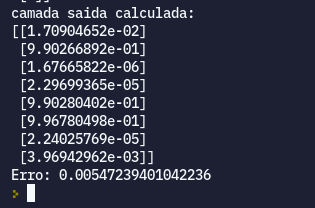 camada saida calculada:
[[1.70904652e-02]
[9.90266892e-01]
[1.67665822e-06]
[2.29699365e-05]
[9.90280402e-01]
[9.96780498e-01]
[2.24025769e-05]
[3.96942962e-03]]
Erro: 0.00547239401042236
>